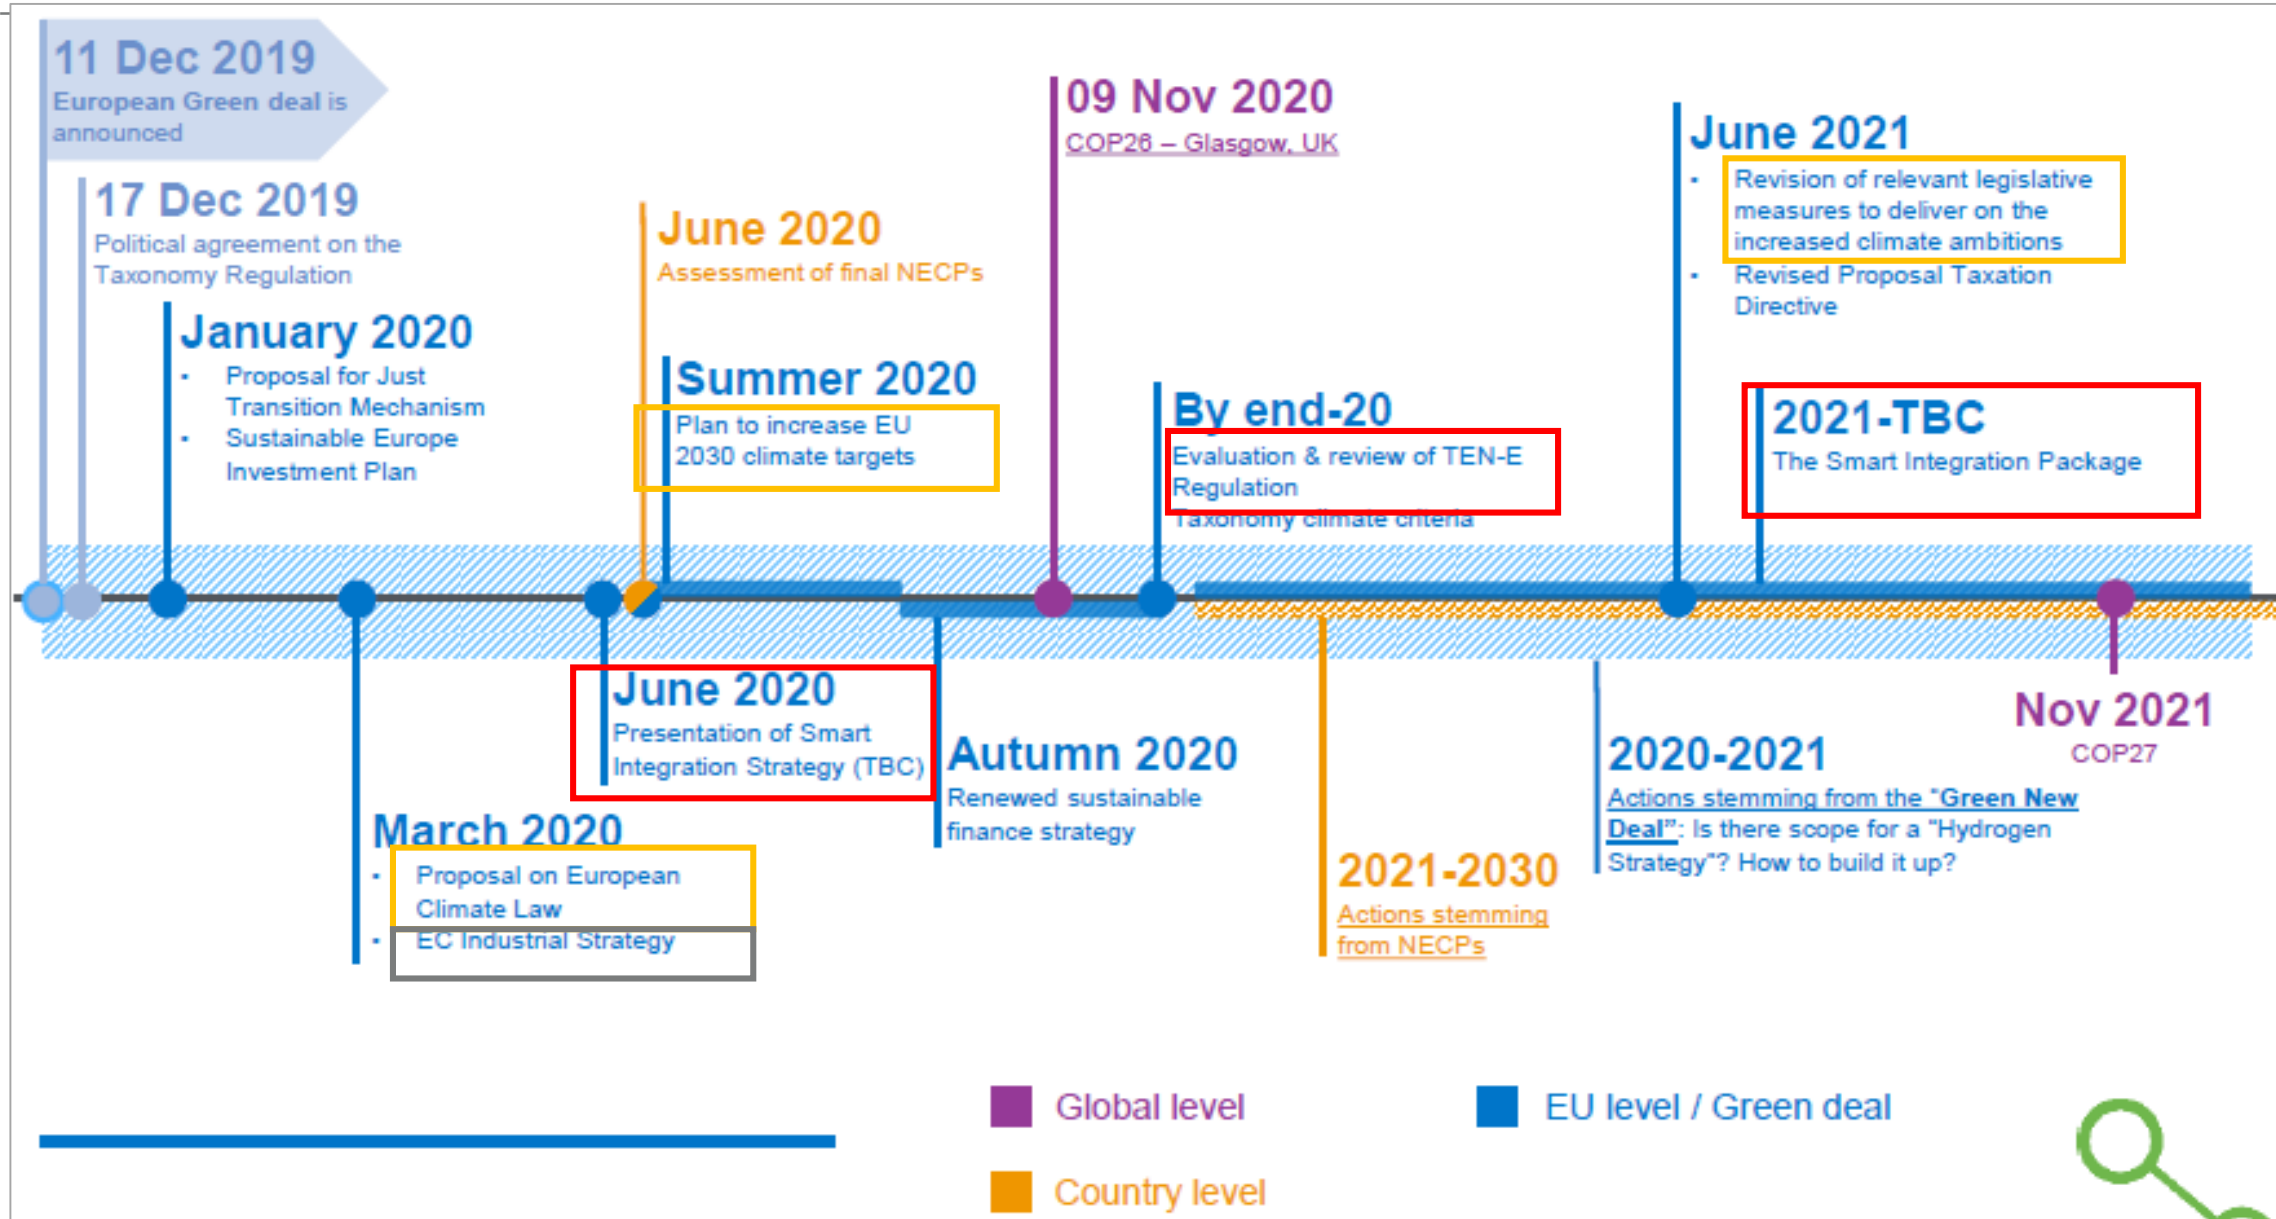 11 Dec 2019
European Green deal is
announced
17 Dec 2019
Political agreement on the
Taxonomy Regulation
January 2020
- Proposal for Just
Transition Mechanism
- Sustainable Europe
Investment Plan
March 2020
- Proposal on European
Climate Law
- EC Industrial Strategy
June 2020
Presentation of Smart
Integration Strategy (TBC)
June 2020
Assessment of final NECPs
Summer 2020
Plan to increase EU
2030 climate targets
Autumn 2020
Renewed sustainable
finance strategy
09 Nov 2020
COP26 – Glasgow, UK
By end-20
Evaluation & review of TEN-E
Regulation
Taxonomy climate criteria
2021-2030
Actions stemming
from NECPs
2020-2021
Actions stemming from the "Green New
Deal": Is there scope for a "Hydrogen
Strategy"? How to build it up?
June 2021
- Revision of relevant legislative
measures to deliver on the
increased climate ambitions
- Revised Proposal Taxation
Directive
2021-TBC
The Smart Integration Package
Nov 2021
COP27
Global level
EU level / Green deal
Country level